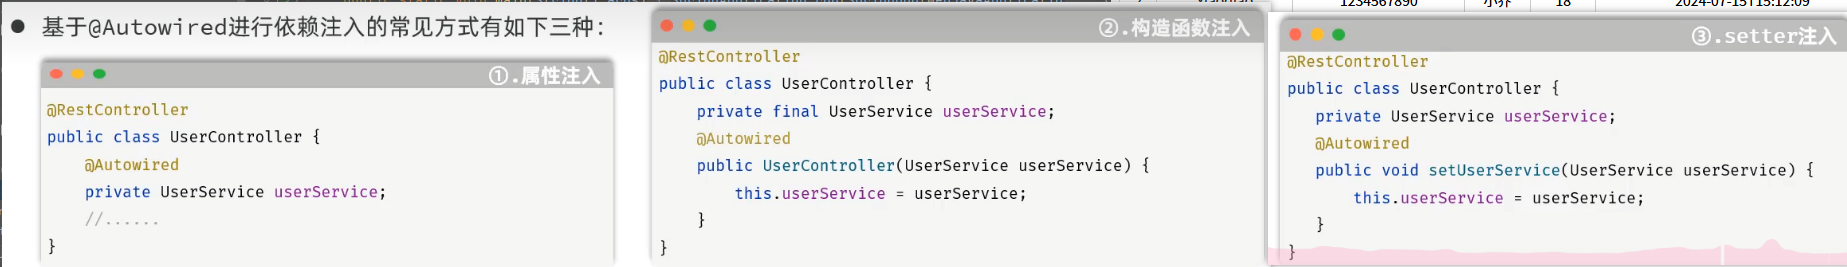 1234567890
18
2024-07-15T15:12:09
● 基于@Autowired进行依赖注入的常见方式有如下三种:
①.属性注入
@RestController
public class UserController {
@Autowired
private UserService userService;
//......
}
②.构造函数注入
@RestController
public class UserController {
private final UserService userService;
@Autowired
public UserController(UserService userService) {
this.userService = userService;
}
}
③.setter注入
@RestController
public class UserController {
private UserService userService;
@Autowired
public void setUserService(UserService userService) {
this.userService = userService;
}
}